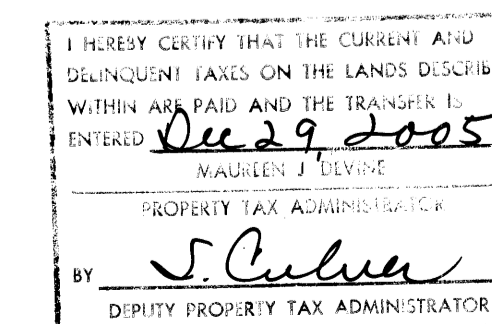 I HEREBY CERTIFY THAT THE CURRENT AND
DELINQUENT TAXES ON THE LANDS DESCRIB
WITHIN ARE PAID AND THE TRANSFER IS
ENTERED Dec 29, 2005
MAUREEN J DEVINE
PROPERTY TAX ADMINISTRATOR
BY S. Culver
DEPUTY PROPERTY TAX ADMINISTRATOR